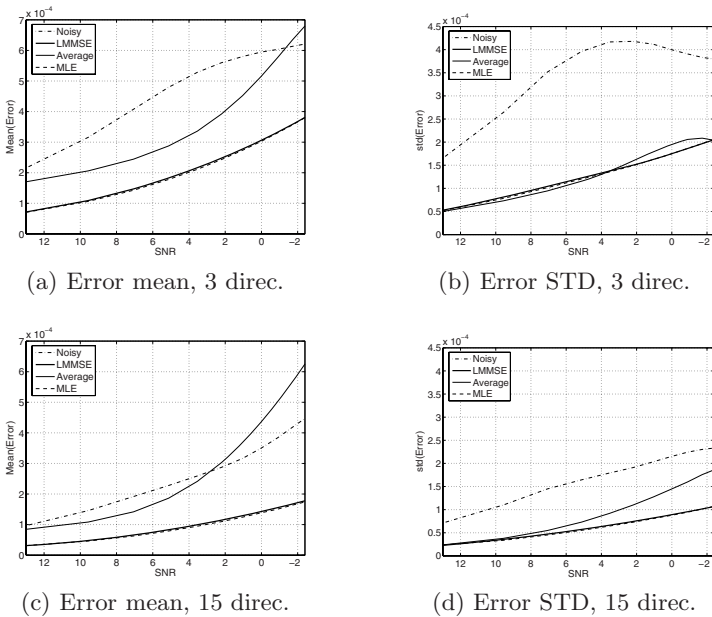 x 10⁻⁴
7
6
5
4
3
2
1
0
Mean(Error)
Noisy
LMMSE
Average
MLE
12 10 8 6 4 2 0 −2
SNR
(a) Error mean, 3 direc.
x 10⁻⁴
4.5
4
3.5
3
2.5
2
1.5
1
0.5
0
std(Error)
Noisy
LMMSE
Average
MLE
12 10 8 6 4 2 0 −2
SNR
(b) Error STD, 3 direc.
x 10⁻⁴
7
6
5
4
3
2
1
0
Mean(Error)
Noisy
LMMSE
Average
MLE
12 10 8 6 4 2 0 −2
SNR
(c) Error mean, 15 direc.
x 10⁻⁴
4.5
4
3.5
3
2.5
2
1.5
1
0.5
0
std(Error)
Noisy
LMMSE
Average
MLE
12 10 8 6 4 2 0 −2
SNR
(d) Error STD, 15 direc.